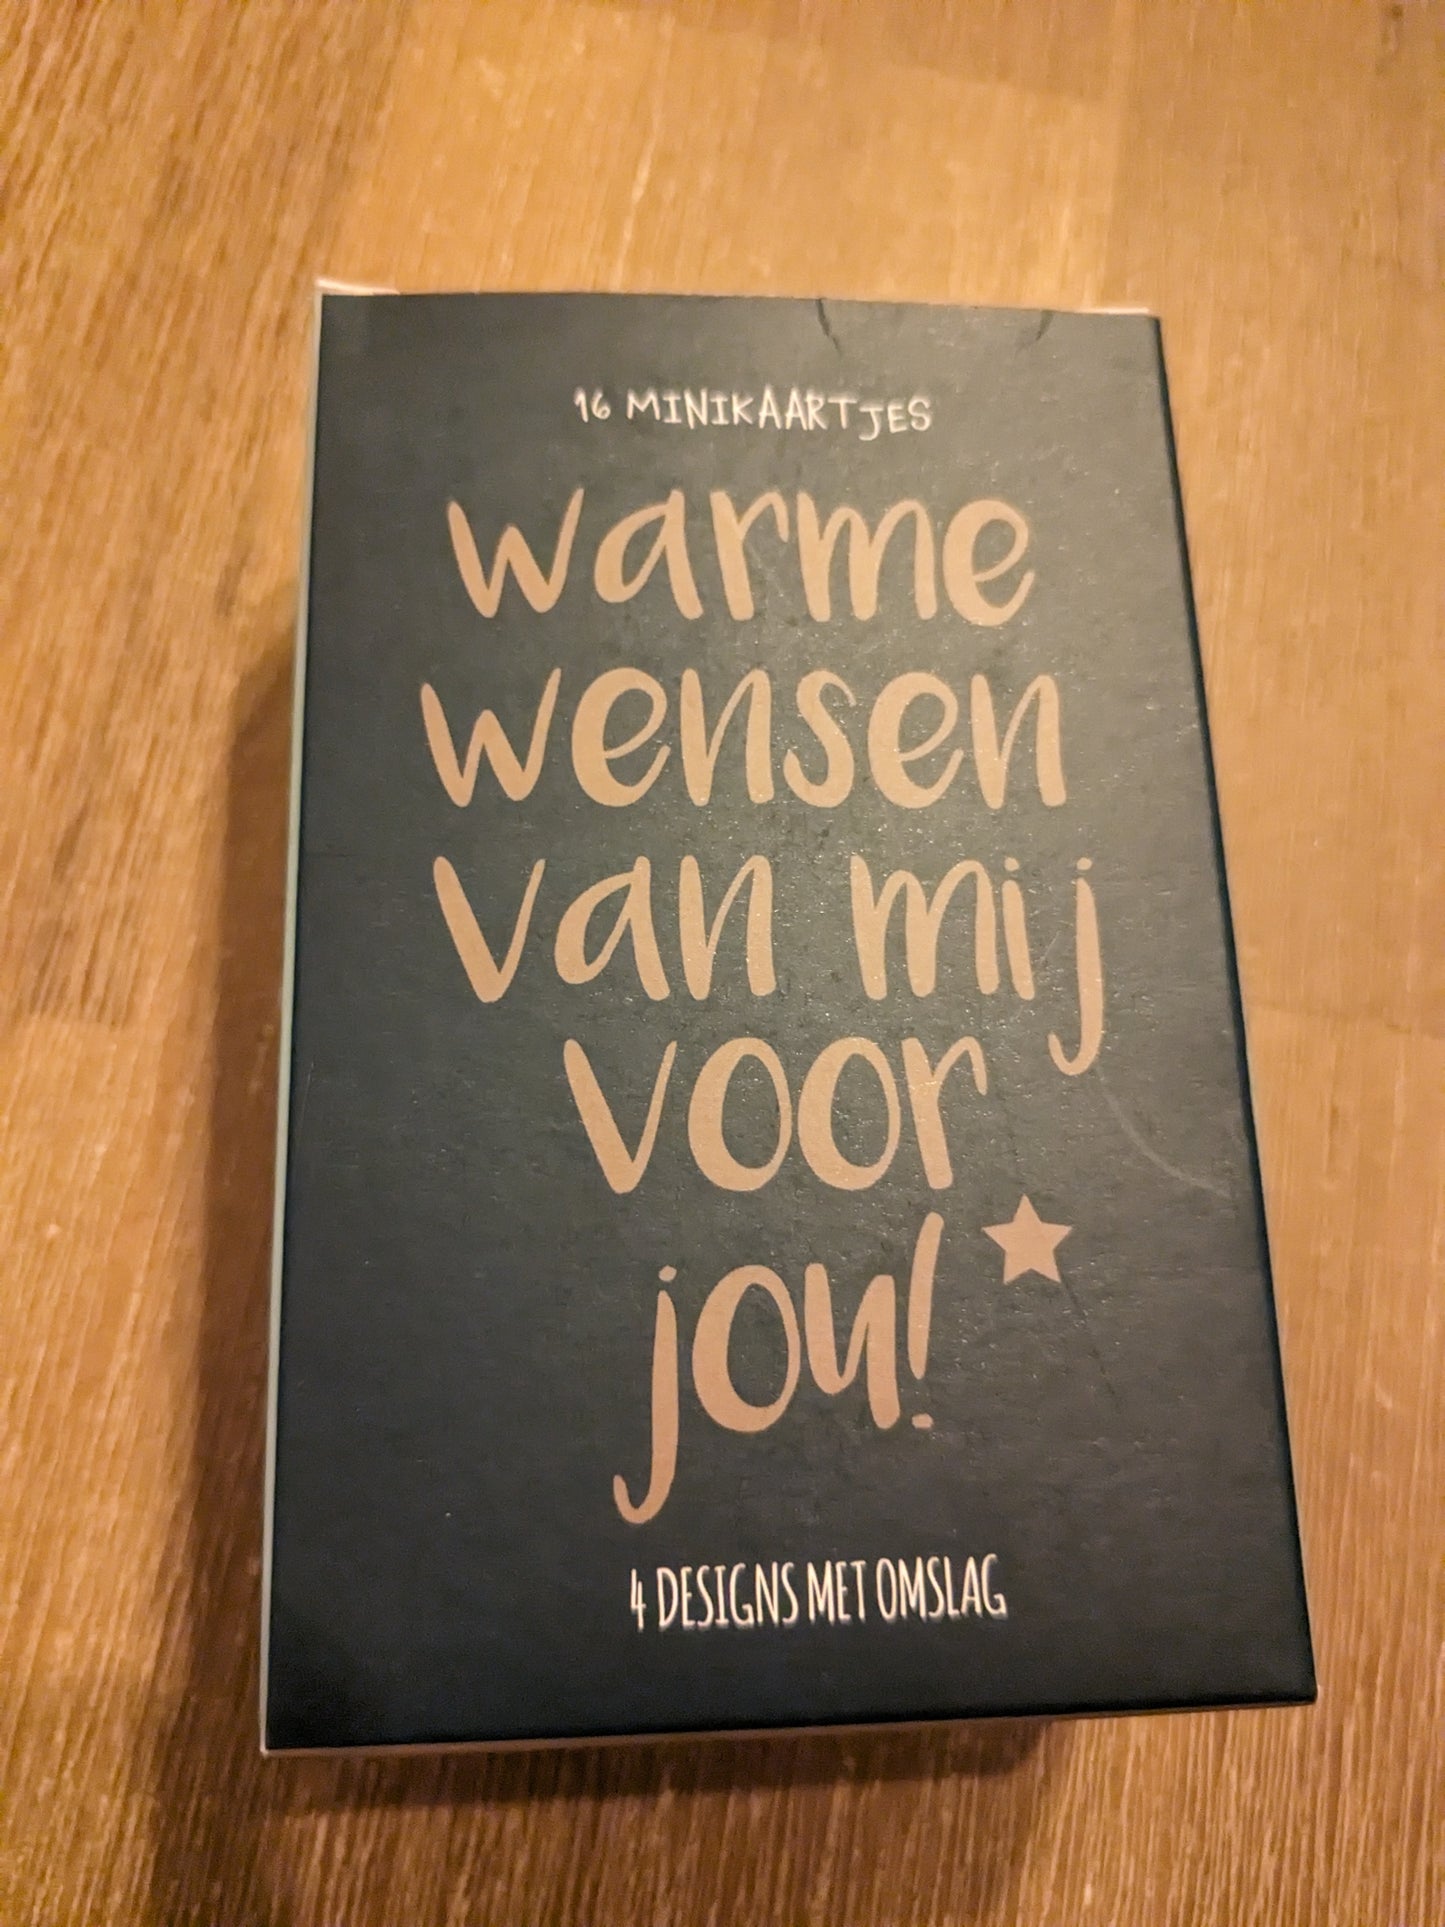 16 MINIKAARTJES
warme
wensen
van mij
voor
jou!
4 DESIGNS MET OMSLAG